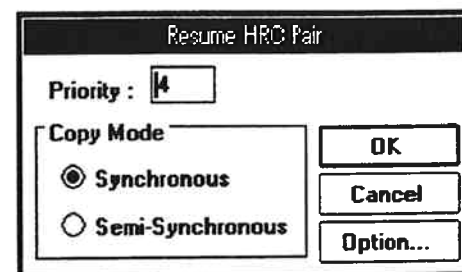 Resume HRC Pair
Priority : 4
Copy Mode
Synchronous
Semi-Synchronous
OK
Cancel
Option...